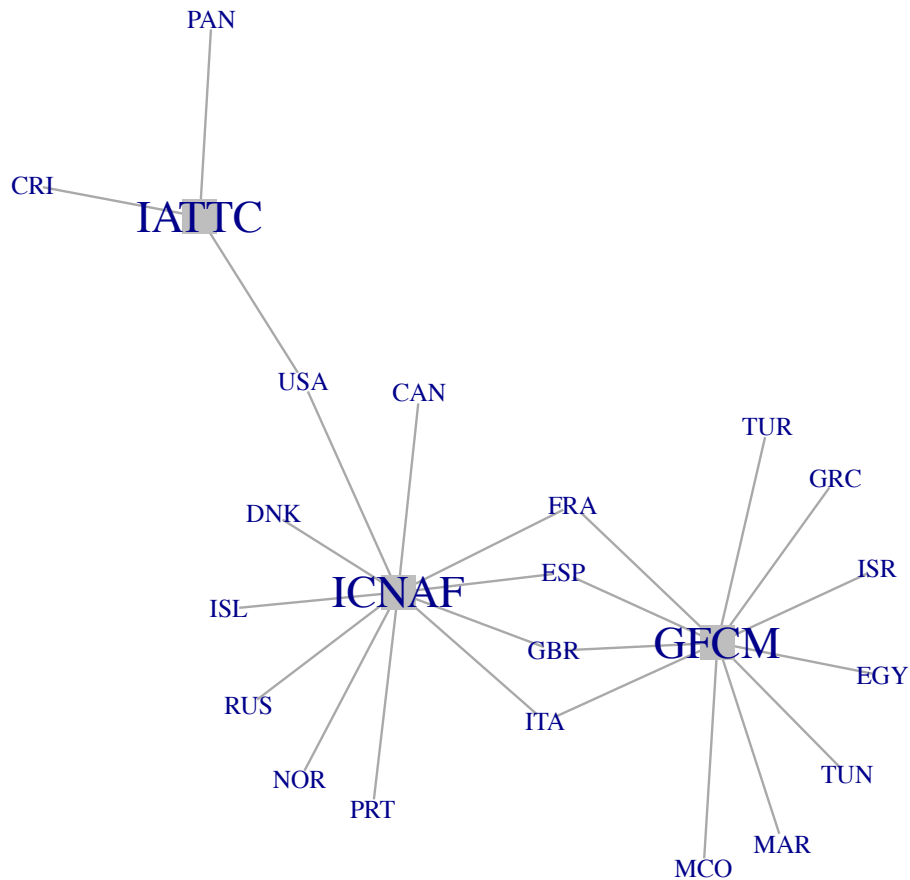 PAN
CRI
IATTC
USA
CAN
TUR
GRC
FRA
DNK
ISR
ESP
ICNAF
ISL
GFCM
GBR
EGY
RUS
ITA
TUN
NOR
PRT
MAR
MCO